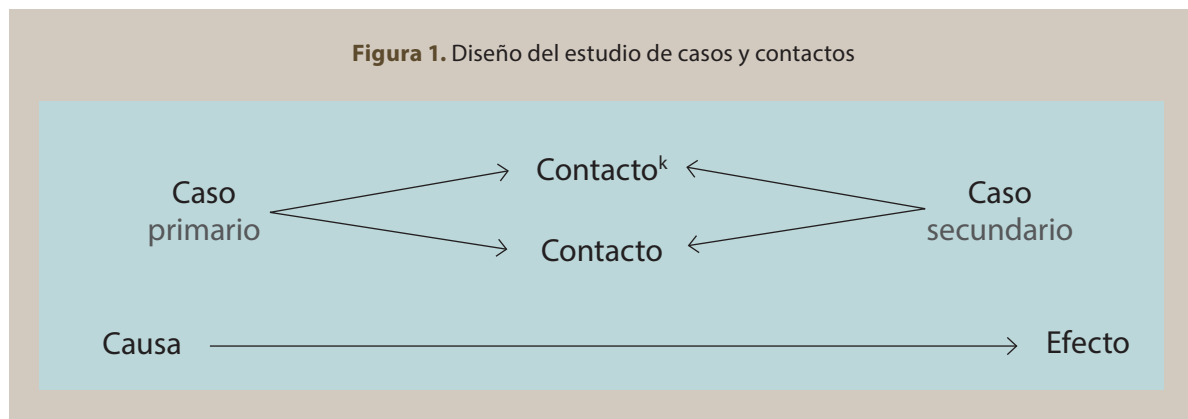 Figura 1. Diseño del estudio de casos y contactos
Caso
primario
Contactoᵏ
Contacto
Caso
secundario
Causa
Efecto